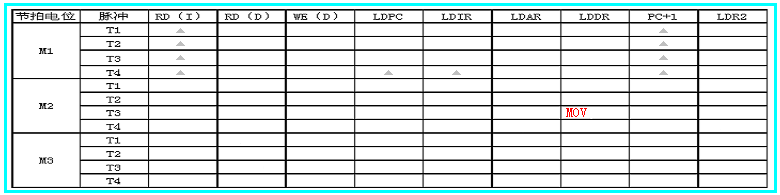 节拍电位 脉冲 RD（I） RD（D） WE（D） LDPC LDIR LDAR LDDR PC+1 LDR2
M1 T1
T2
T3
T4
M2 T1
T2
T3 MOV
T4
M3 T1
T2
T3
T4